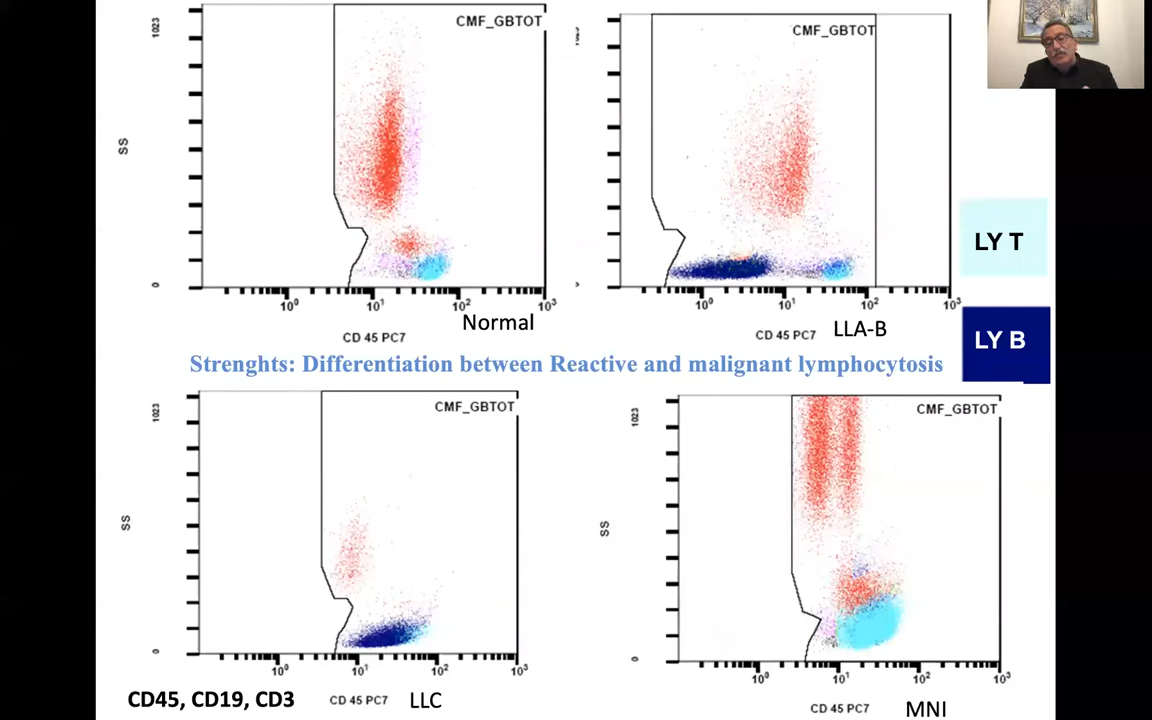 1023
CMF_GBTOT
SS
0
10⁰ 10¹ 10² 10³
CD 45 PC7
Normal
CMF_GBTOT
10⁰ 10¹ 10² 10³
CD 45 PC7
LLA-B
LY T
LY B
Strenghts: Differentiation between Reactive and malignant lymphocytosis
1023
CMF_GBTOT
SS
0
10⁰ 10¹ 10² 10³
CD45, CD19, CD3
CD 45 PC7
LLC
1023
CMF_GBTOT
SS
0
10⁰ 10¹ 10² 10³
CD 45 PC7
MNI